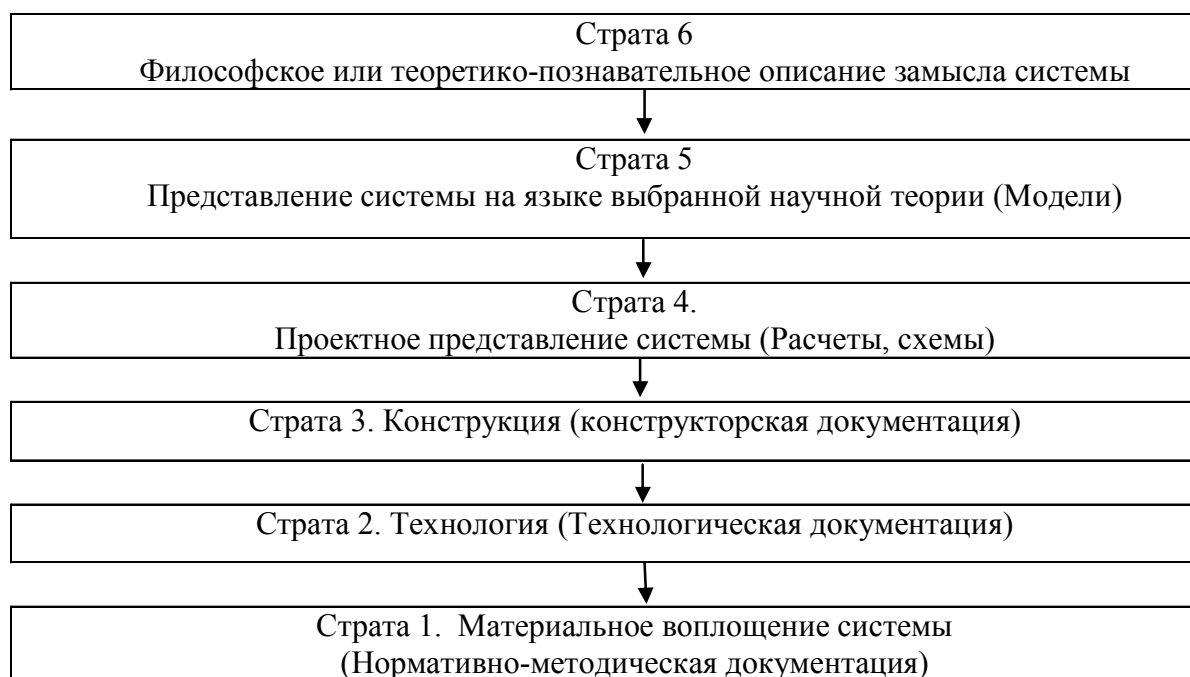 Страта 6
Философское или теоретико-познавательное описание замысла системы
Страта 5
Представление системы на языке выбранной научной теории (Модели)
Страта 4.
Проектное представление системы (Расчеты, схемы)
Страта 3. Конструкция (конструкторская документация)
Страта 2. Технология (Технологическая документация)
Страта 1. Материальное воплощение системы
(Нормативно-методическая документация)